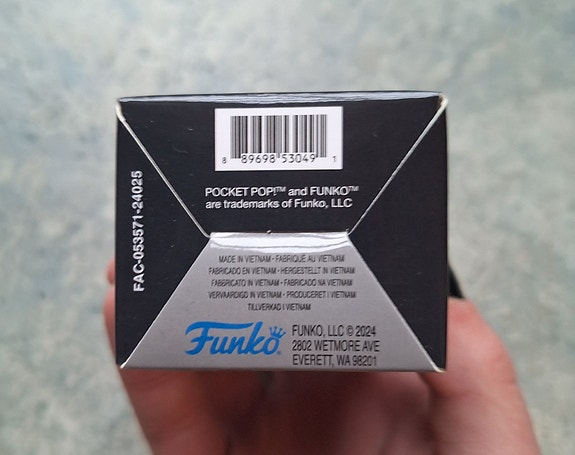 8 89698 53049 1
POCKET POP!™ and FUNKO™
are trademarks of Funko, LLC
FAC-053571-24025
MADE IN VIETNAM · FABRIQUÉ AU VIETNAM
FABRICADO EN VIETNAM · HERGESTELLT IN VIETNAM
FABBRICATO IN VIETNAM · FABRICADO NA VIETNAM
VERVAARDIGD IN VIETNAM · PRODUCERET I VIETNAM
TILLVERKAD I VIETNAM
Funko®
FUNKO, LLC © 2024
2802 WETMORE AVE
EVERETT, WA 98201